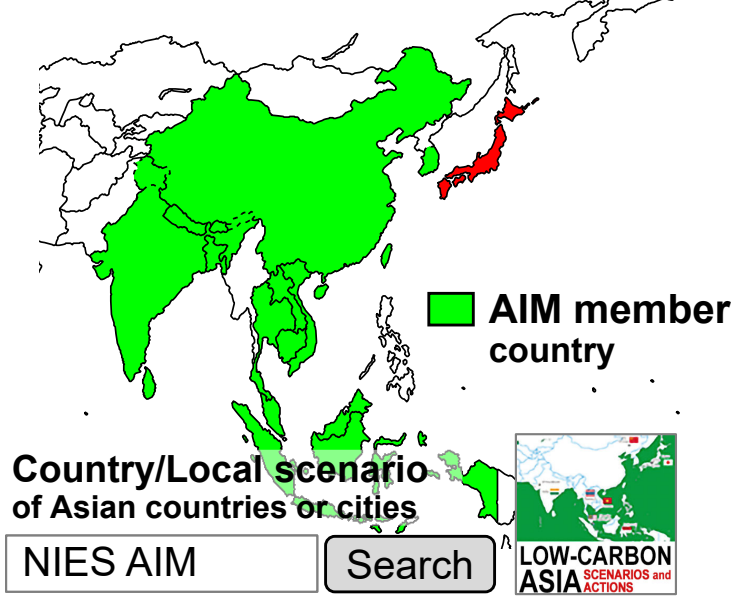 AIM member
country
Country/Local scenario
of Asian countries or cities
NIES AIM
Search
LOW-CARBON
ASIA SCENARIOS and
ACTIONS